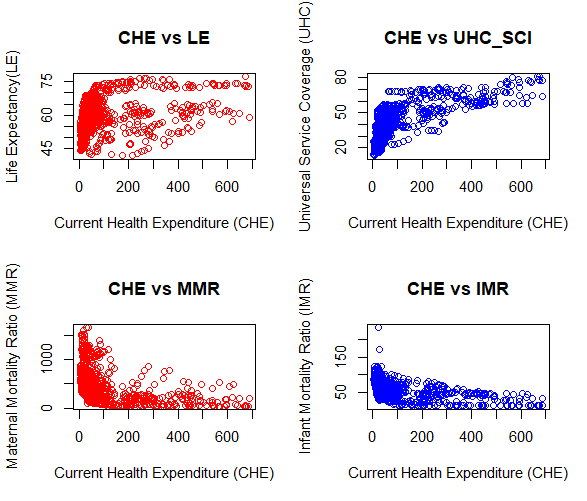 CHE vs LE
Life Expectancy(LE)
75
60
45
0 200 400 600
Current Health Expenditure (CHE)
CHE vs UHC_SCI
Universal Service Coverage (UHC)
80
50
20
0 200 400 600
Current Health Expenditure (CHE)
CHE vs MMR
Maternal Mortality Ratio (MMR)
1000
0
0 200 400 600
Current Health Expenditure (CHE)
CHE vs IMR
Infant Mortality Ratio (IMR)
150
50
0 200 400 600
Current Health Expenditure (CHE)